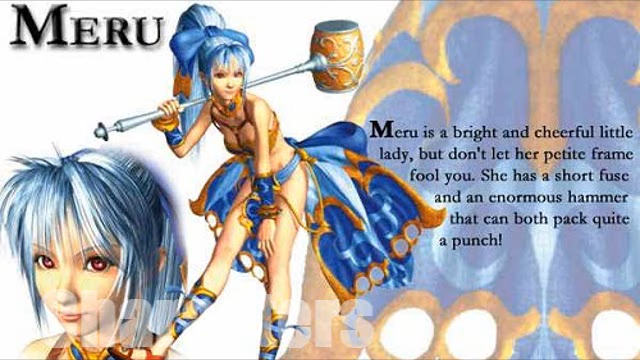 MERU
Meru is a bright and cheerful little
lady, but don't let her petite frame
fool you. She has a short fuse
and an enormous hammer
that can both pack quite
a punch!
characters